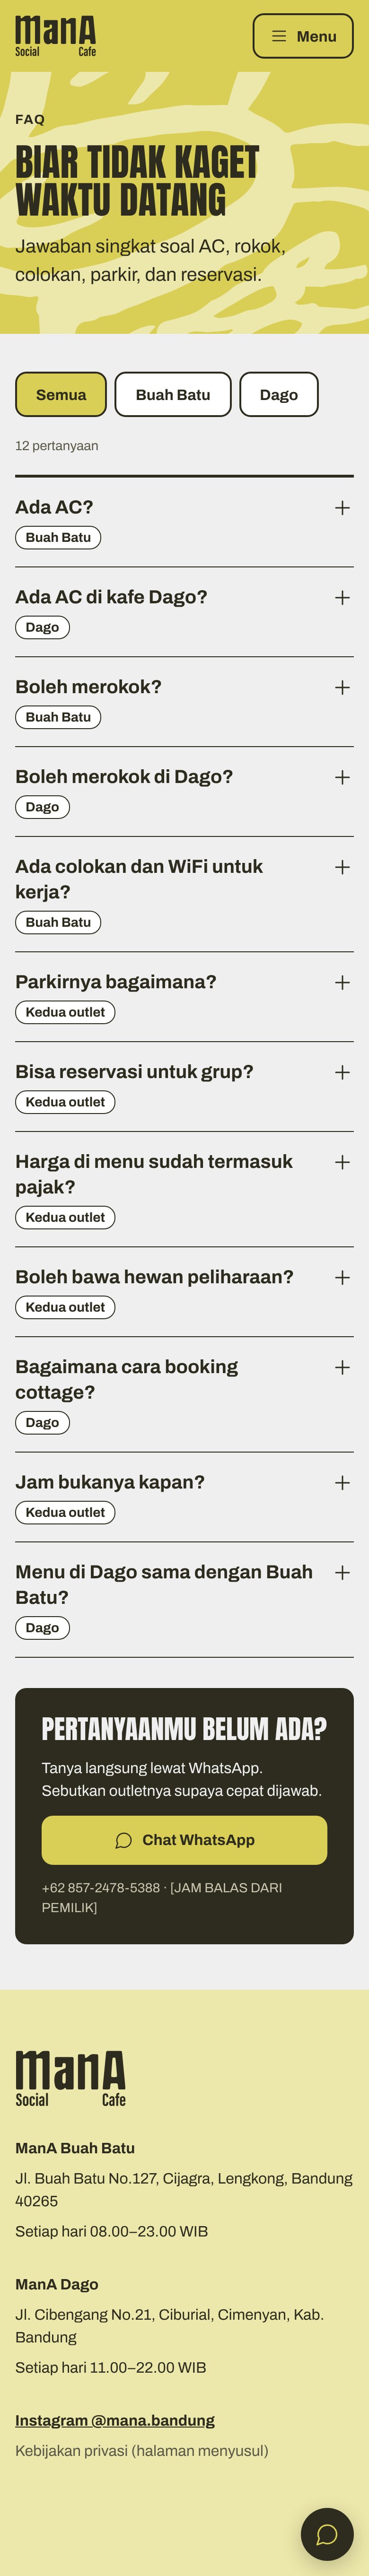 ManA
Social Cafe
Menu
FAQ
BIAR TIDAK KAGET
WAKTU DATANG
Jawaban singkat soal AC, rokok,
colokan, parkir, dan reservasi.
Semua
Buah Batu
Dago
12 pertanyaan
Ada AC?
Buah Batu
Ada AC di kafe Dago?
Dago
Boleh merokok?
Buah Batu
Boleh merokok di Dago?
Dago
Ada colokan dan WiFi untuk
kerja?
Buah Batu
Parkirnya bagaimana?
Kedua outlet
Bisa reservasi untuk grup?
Kedua outlet
Harga di menu sudah termasuk
pajak?
Kedua outlet
Boleh bawa hewan peliharaan?
Kedua outlet
Bagaimana cara booking
cottage?
Dago
Jam bukanya kapan?
Kedua outlet
Menu di Dago sama dengan Buah
Batu?
Dago
PERTANYAANMU BELUM ADA?
Tanya langsung lewat WhatsApp.
Sebutkan outletnya supaya cepat dijawab.
Chat WhatsApp
+62 857-2478-5388 · [JAM BALAS DARI
PEMILIK]
ManA
Social Cafe
ManA Buah Batu
Jl. Buah Batu No.127, Cijagra, Lengkong, Bandung
40265
Setiap hari 08.00–23.00 WIB
ManA Dago
Jl. Cibengang No.21, Ciburial, Cimenyan, Kab.
Bandung
Setiap hari 11.00–22.00 WIB
Instagram @mana.bandung
Kebijakan privasi (halaman menyusul)